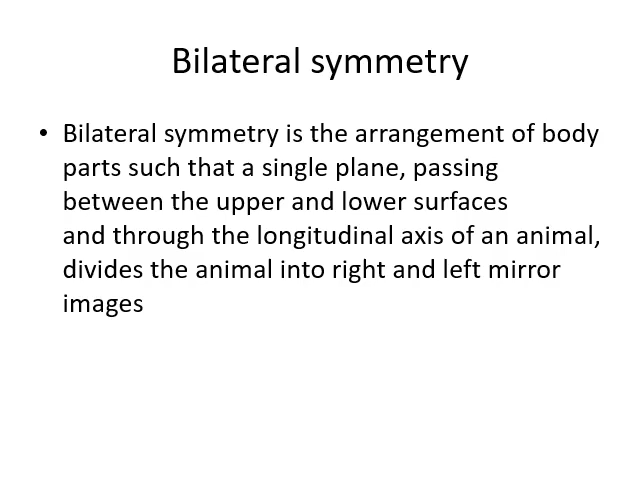 Bilateral symmetry
• Bilateral symmetry is the arrangement of body
parts such that a single plane, passing
between the upper and lower surfaces
and through the longitudinal axis of an animal,
divides the animal into right and left mirror
images